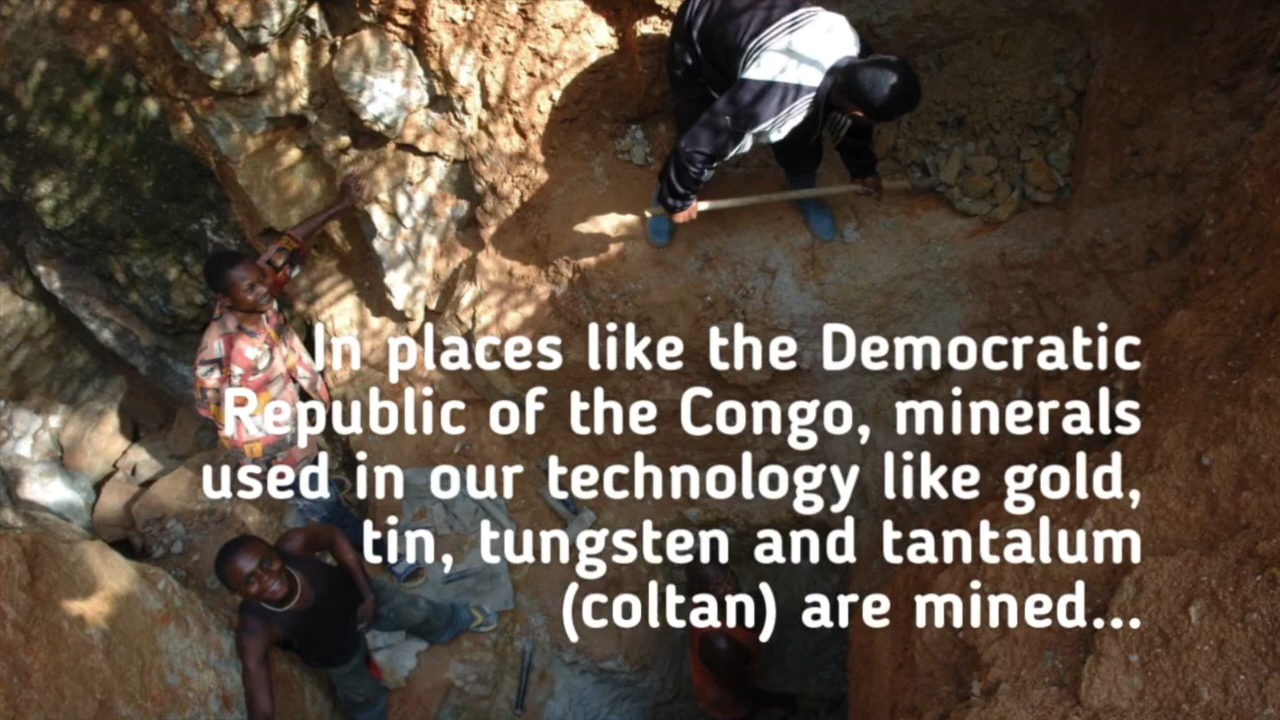 In places like the Democratic
Republic of the Congo, minerals
used in our technology like gold,
tin, tungsten and tantalum
(coltan) are mined...